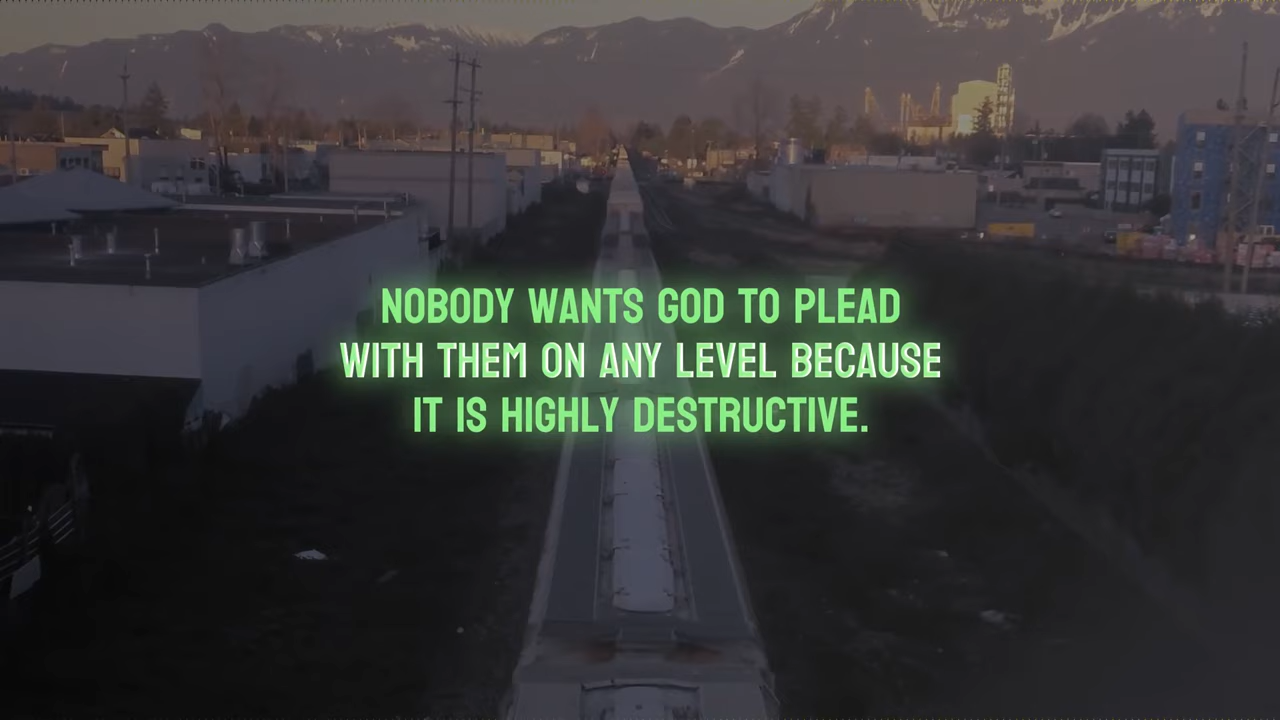 NOBODY WANTS GOD TO PLEAD
WITH THEM ON ANY LEVEL BECAUSE
IT IS HIGHLY DESTRUCTIVE.